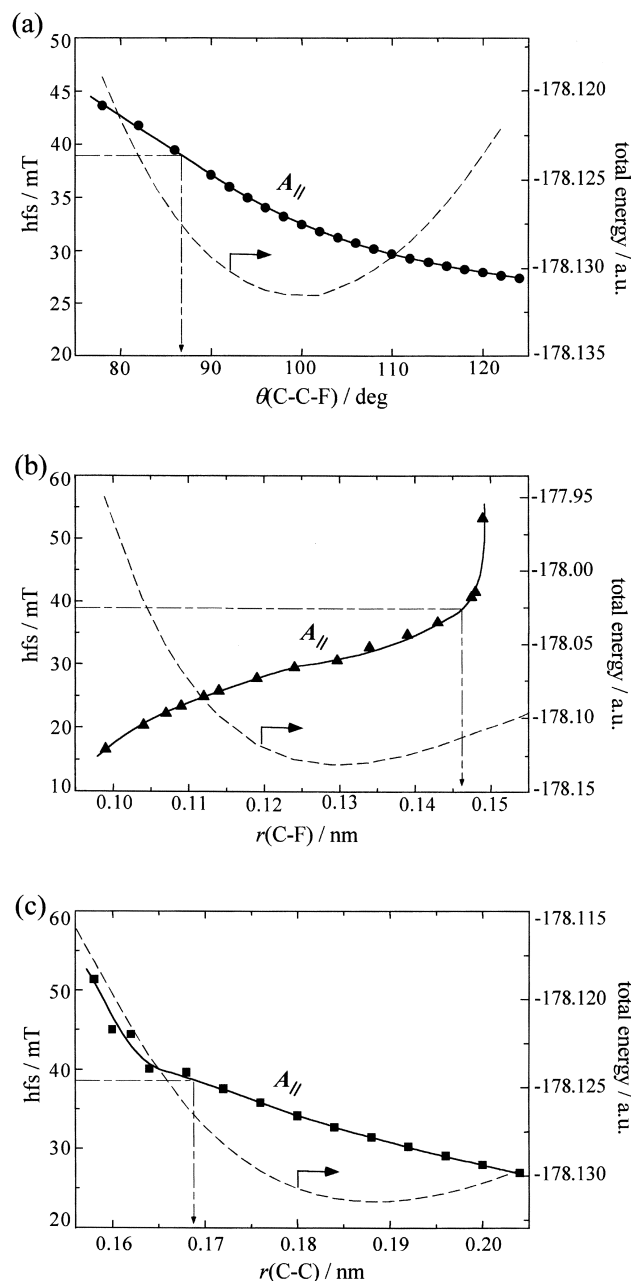 (a)
50
45
40
35
30
25
20
hfs / mT
A//
-178.120
-178.125
-178.130
-178.135
total energy / a.u.
80 90 100 110 120
θ(C-C-F) / deg
(b)
60
50
40
30
20
10
hfs / mT
A//
-177.95
-178.00
-178.05
-178.10
-178.15
total energy / a.u.
0.10 0.11 0.12 0.13 0.14 0.15
r(C-F) / nm
(c)
60
50
40
30
20
hfs / mT
A//
-178.115
-178.120
-178.125
-178.130
total energy / a.u.
0.16 0.17 0.18 0.19 0.20
r(C-C) / nm